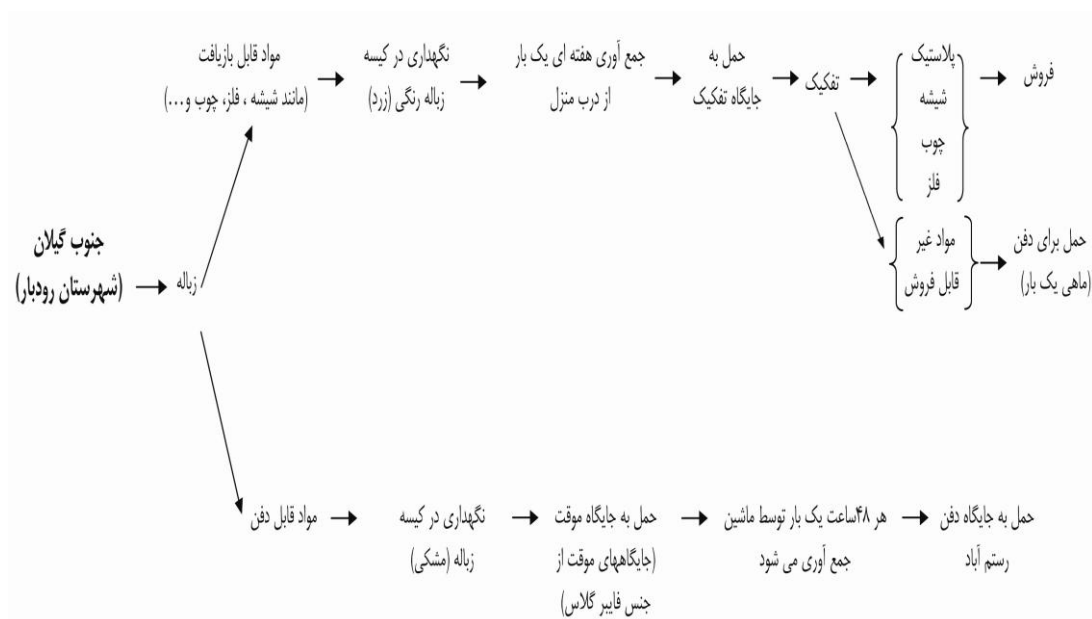 مواد قابل بازیافت
(مانند شیشه ، فلز، چوب و...)
نگهداری در کیسه
زباله رنگی (زرد)
جمع آوری هفته ای یک بار
از درب منزل
حمل به
جایگاه تفکیک
تفکیک
پلاستیک
شیشه
چوب
فلز
فروش
مواد غیر
قابل فروش
حمل برای دفن
(ماهی یک بار)
جنوب گیلان
(شهرستان رودبار)
زباله
مواد قابل دفن
نگهداری در کیسه
زباله (مشکی)
حمل به جایگاه موقت
(جایگاههای موقت از
جنس فایبر گلاس)
هر ۴۸ساعت یک بار توسط ماشین
جمع آوری می شود
حمل به جایگاه دفن
رستم آباد